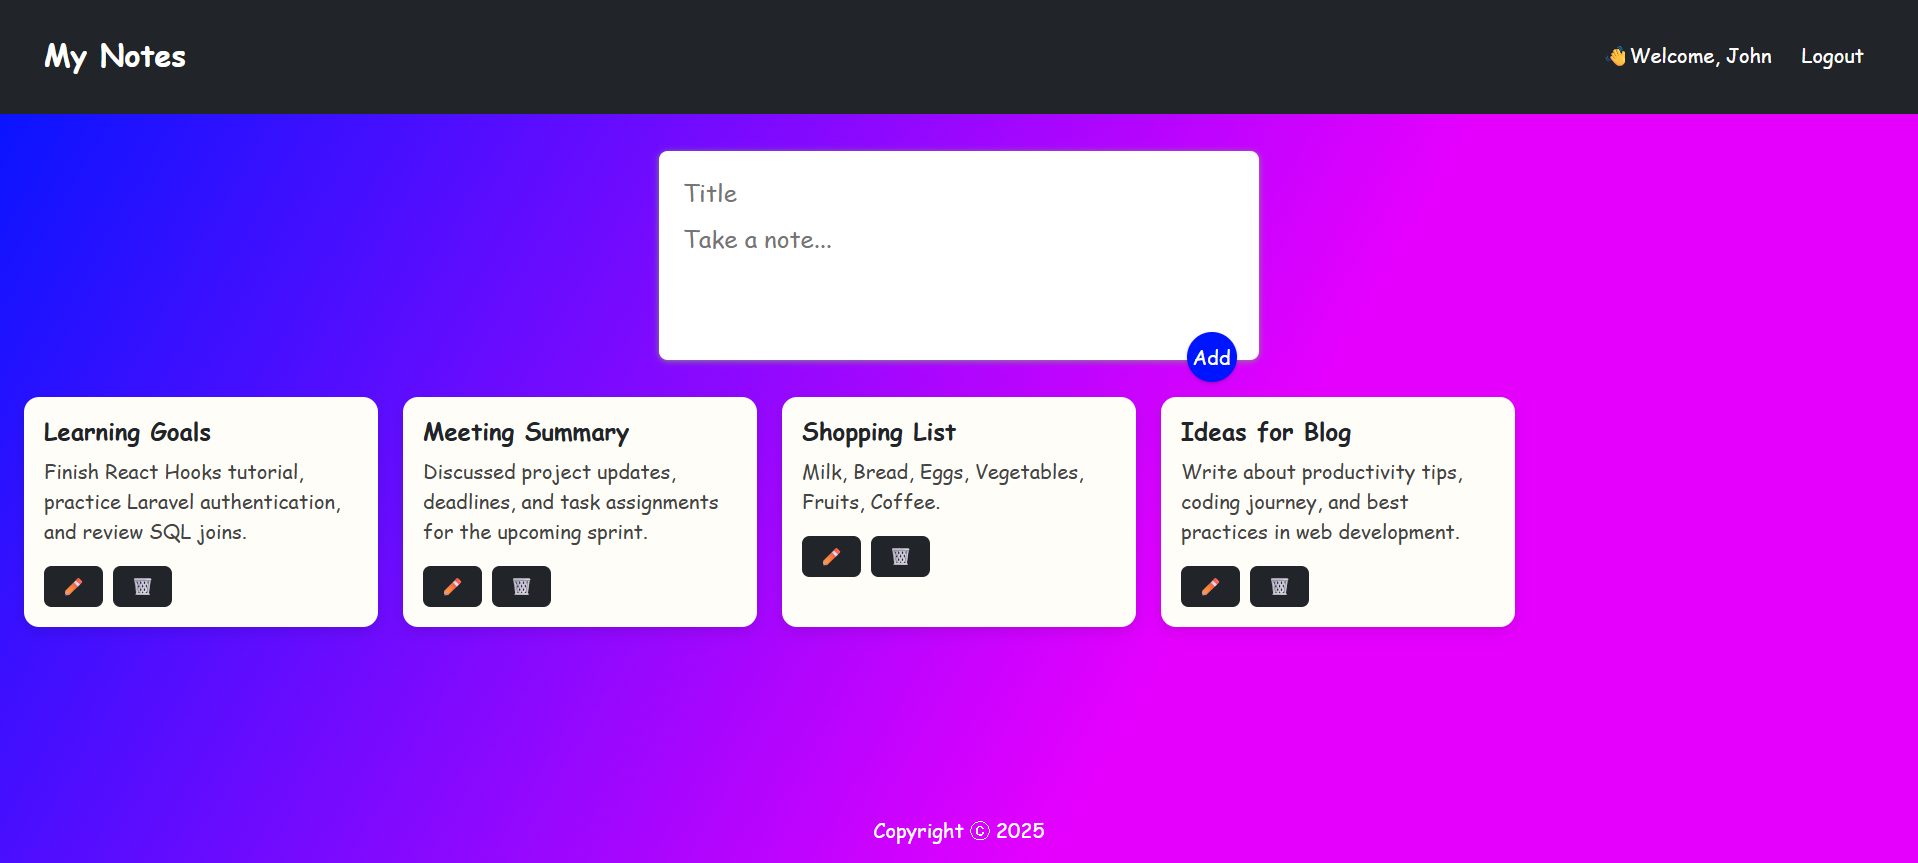 My Notes
👋Welcome, John
Logout
Title
Take a note...
Add
Learning Goals
Finish React Hooks tutorial,
practice Laravel authentication,
and review SQL joins.
Meeting Summary
Discussed project updates,
deadlines, and task assignments
for the upcoming sprint.
Shopping List
Milk, Bread, Eggs, Vegetables,
Fruits, Coffee.
Ideas for Blog
Write about productivity tips,
coding journey, and best
practices in web development.
Copyright ⓒ 2025